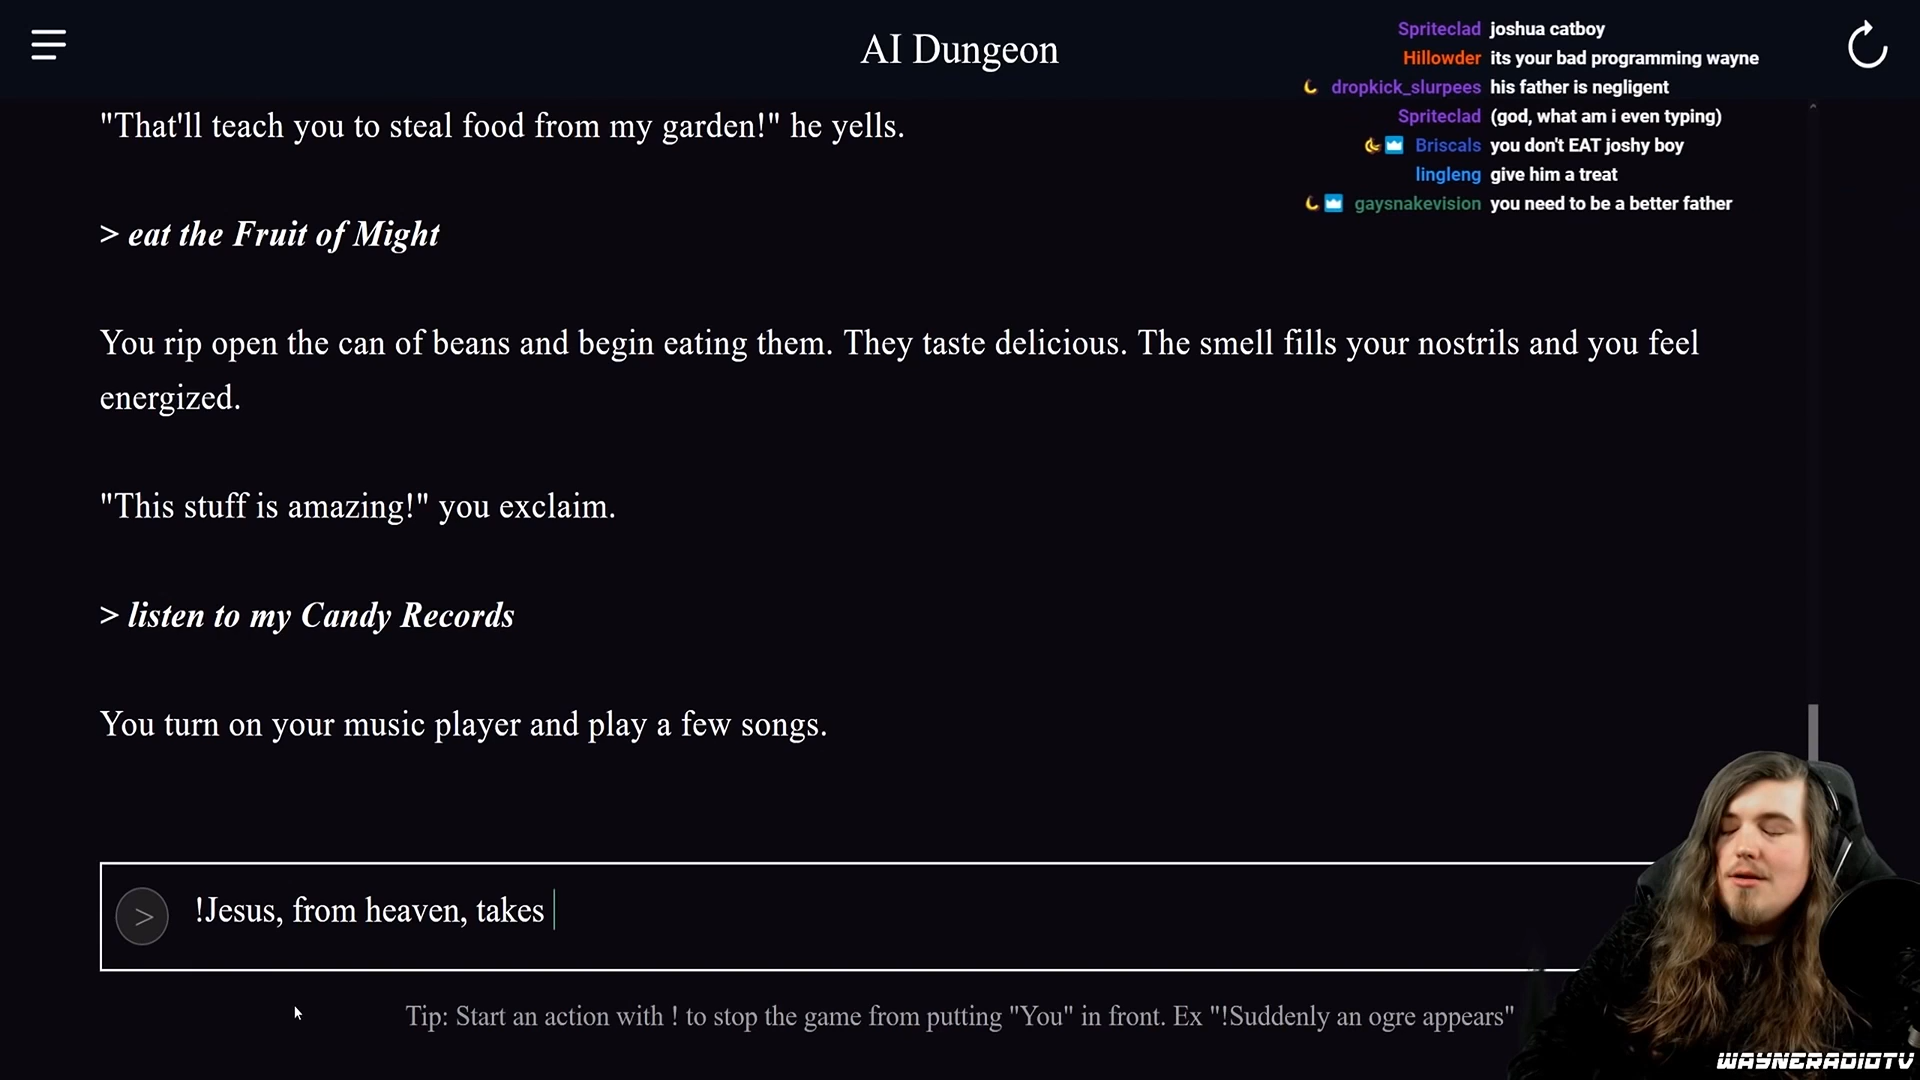 AI Dungeon
Spriteclad joshua catboy
Hillowder its your bad programming wayne
dropkick_slurpees his father is negligent
Spriteclad (god, what am i even typing)
Briscals you don't EAT joshy boy
lingleng give him a treat
gaysnakevision you need to be a better father
"That'll teach you to steal food from my garden!" he yells.
> eat the Fruit of Might
You rip open the can of beans and begin eating them. They taste delicious. The smell fills your nostrils and you feel
energized.
"This stuff is amazing!" you exclaim.
> listen to my Candy Records
You turn on your music player and play a few songs.
> !Jesus, from heaven, takes
Tip: Start an action with ! to stop the game from putting "You" in front. Ex "!Suddenly an ogre appears"
WAYNERADIOTV